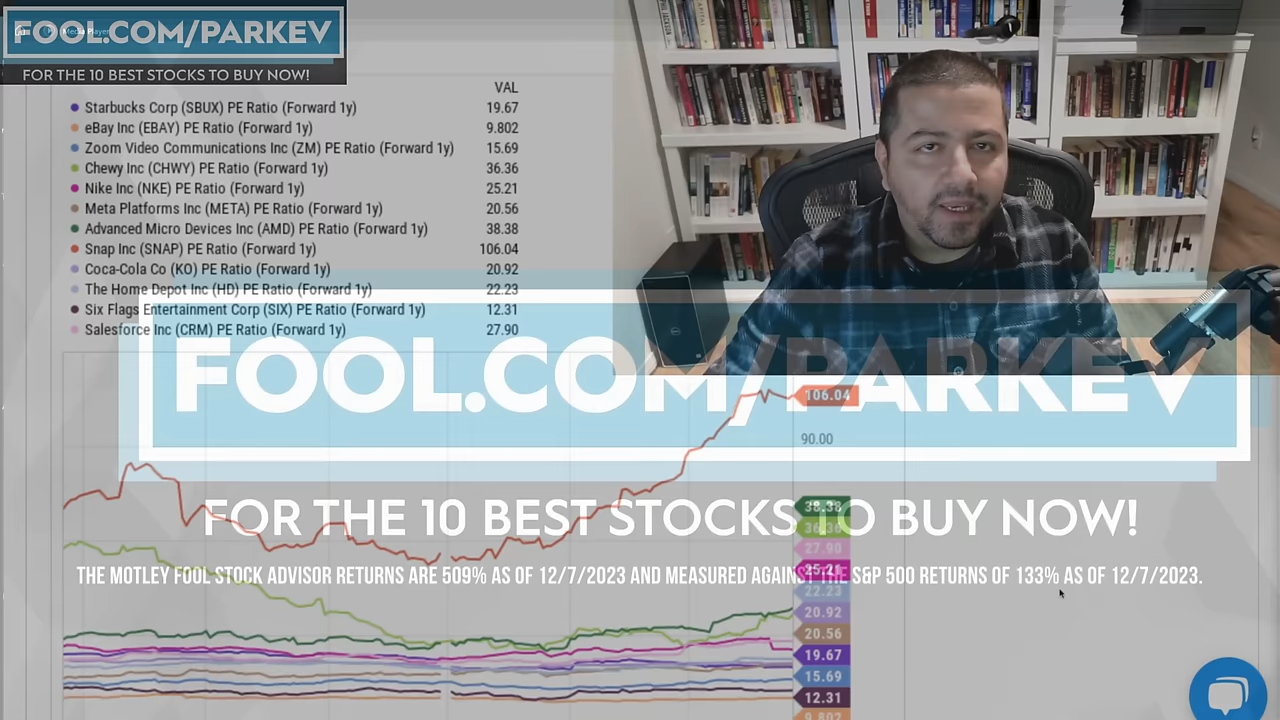 FOOL.COM/PARKEV
Media Player
FOR THE 10 BEST STOCKS TO BUY NOW!
VAL
Starbucks Corp (SBUX) PE Ratio (Forward 1y) 19.67
eBay Inc (EBAY) PE Ratio (Forward 1y) 9.802
Zoom Video Communications Inc (ZM) PE Ratio (Forward 1y) 15.69
Chewy Inc (CHWY) PE Ratio (Forward 1y) 36.36
Nike Inc (NKE) PE Ratio (Forward 1y) 25.21
Meta Platforms Inc (META) PE Ratio (Forward 1y) 20.56
Advanced Micro Devices Inc (AMD) PE Ratio (Forward 1y) 38.38
Snap Inc (SNAP) PE Ratio (Forward 1y) 106.04
Coca-Cola Co (KO) PE Ratio (Forward 1y) 20.92
The Home Depot Inc (HD) PE Ratio (Forward 1y) 22.23
Six Flags Entertainment Corp (SIX) PE Ratio (Forward 1y) 12.31
Salesforce Inc (CRM) PE Ratio (Forward 1y) 27.90
FOOL.COM/PARKEV
106.04
90.00
FOR THE 10 BEST STOCKS TO BUY NOW!
38.38
36.36
27.90
25.21
THE MOTLEY FOOL STOCK ADVISOR RETURNS ARE 509% AS OF 12/7/2023 AND MEASURED AGAINST THE S&P 500 RETURNS OF 133% AS OF 12/7/2023.
22.23
20.92
20.56
19.67
15.69
12.31
9.802